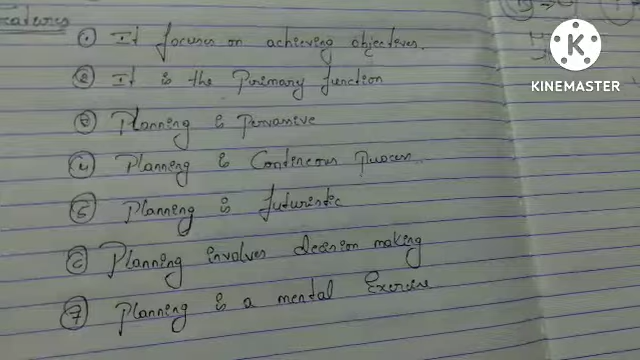 Features
① It focuses on achieving objectives.
② It is the Primary function
③ Planning is Pervasive
④ Planning is Contineous Process
⑤ Planning is futuristic
⑥ Planning involves decision making
⑦ Planning is a mental Exercise
KINEMASTER